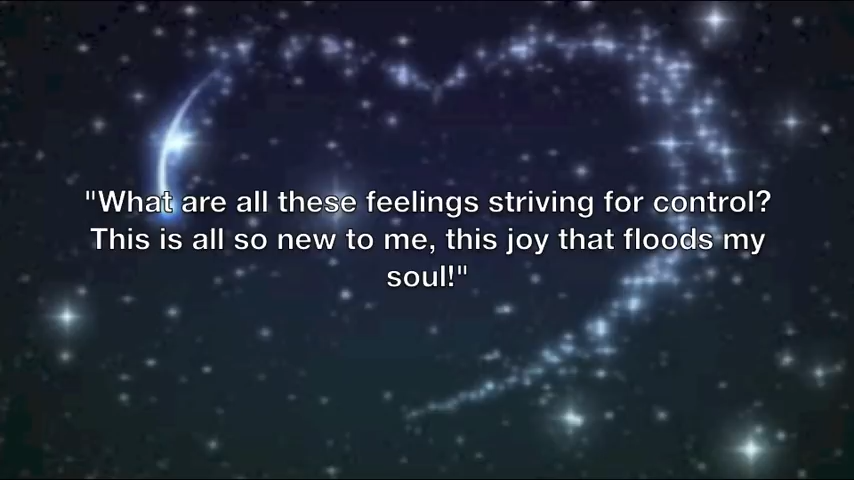 "What are all these feelings striving for control?
This is all so new to me, this joy that floods my
soul!"